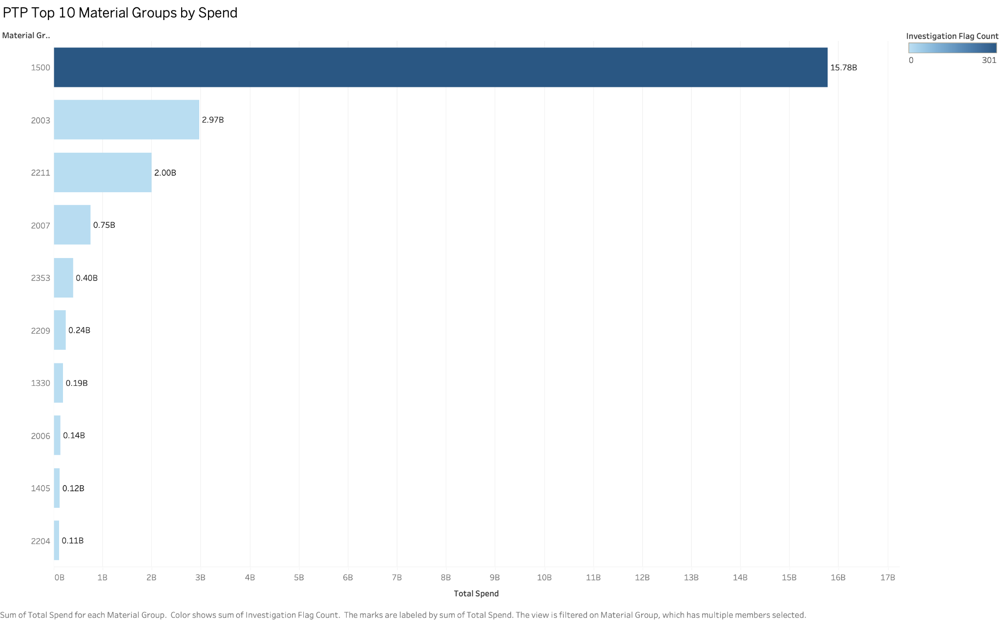 PTP Top 10 Material Groups by Spend
Material Gr..
Investigation Flag Count
0 301
1500 15.78B
2003 2.97B
2211 2.00B
2007 0.75B
2353 0.40B
2209 0.24B
1330 0.19B
2006 0.14B
1405 0.12B
2204 0.11B
0B 1B 2B 3B 4B 5B 6B 7B 8B 9B 10B 11B 12B 13B 14B 15B 16B 17B
Total Spend
Sum of Total Spend for each Material Group.  Color shows sum of Investigation Flag Count.  The marks are labeled by sum of Total Spend. The view is filtered on Material Group, which has multiple members selected.